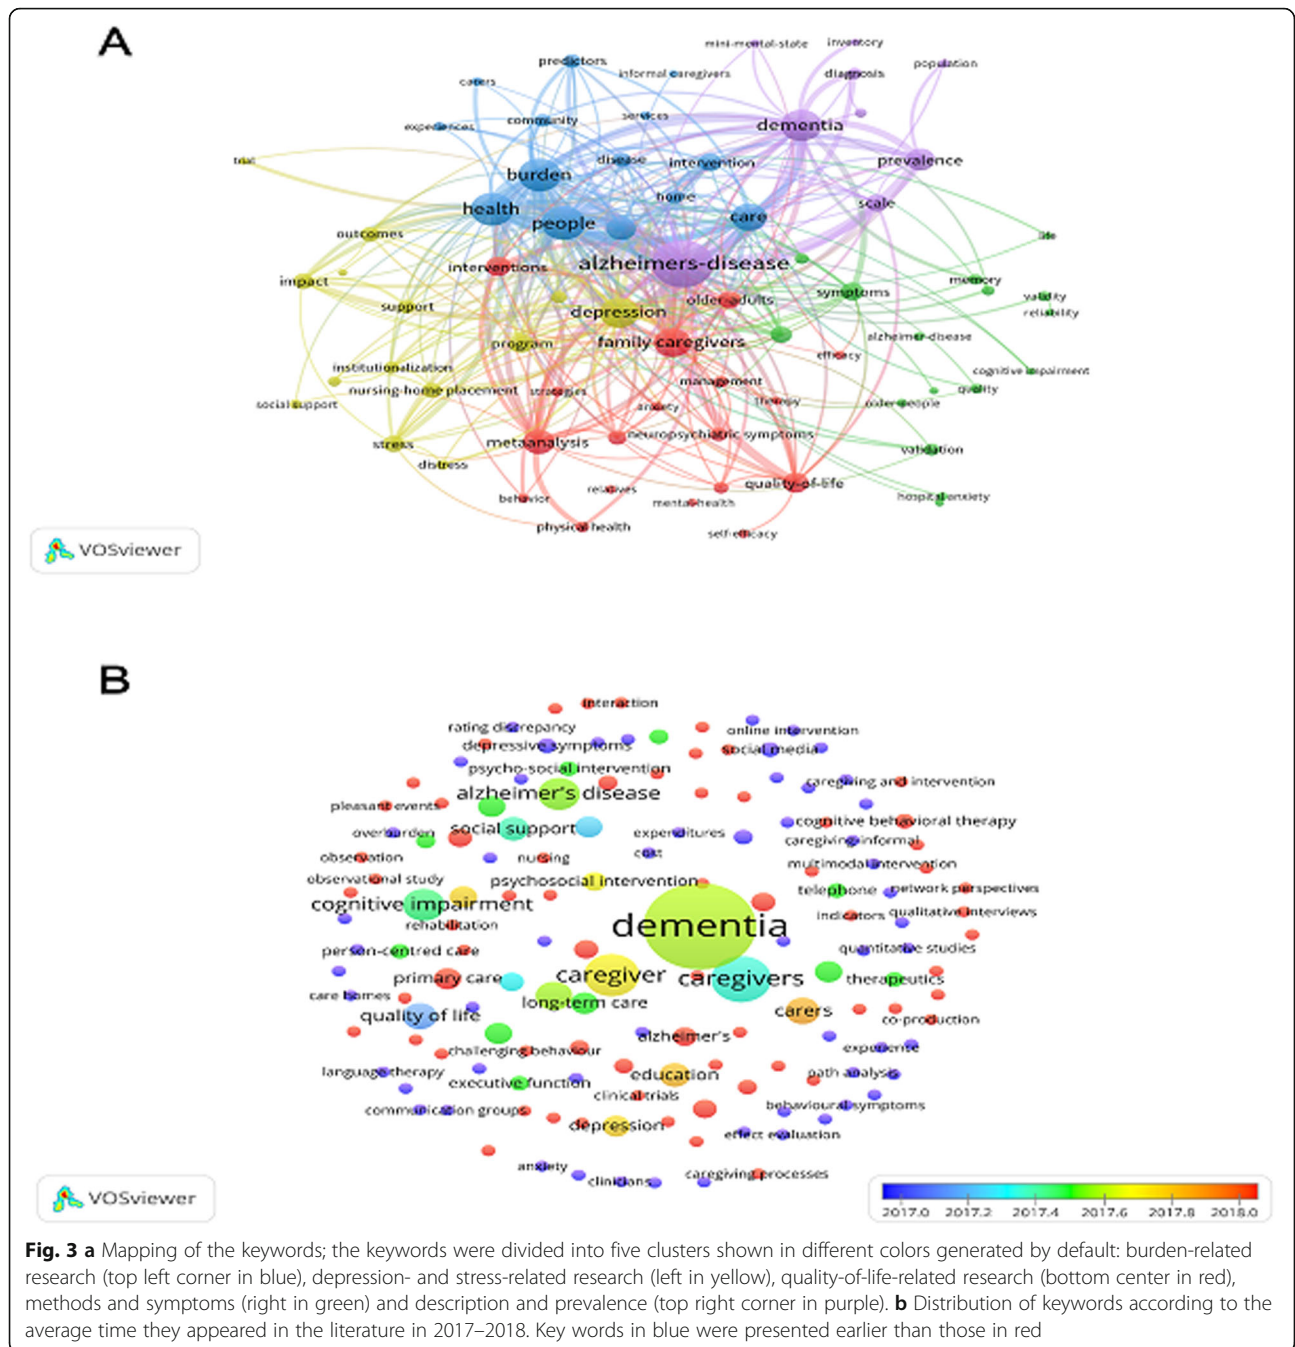 A
mini-mental-state
inventory
predictors
informal caregivers
diagnosis
population
carers
experiences
community
services
dementia
trial
disease
intervention
prevalence
burden
home
health
people
care
scale
outcomes
life
interventions
alzheimers-disease
impact
support
symptoms
memory
validity
reliability
depression
older-adults
program
family caregivers
efficacy
alzheimer-disease
institutionalization
cognitive impairment
nursing-home placement
strategies
management
quality
social support
anxiety
therapy
older-people
stress
metaanalysis
neuropsychiatric symptoms
validation
distress
quality-of-life
behavior
relatives
mental-health
hospital anxiety
physical health
self-efficacy
VOSviewer
B
interaction
rating discrepancy
online intervention
depressive symptoms
social media
psycho-social intervention
caregiving and intervention
alzheimer's disease
pleasant events
overburden
social support
expenditures
cognitive behavioral therapy
caregiving-informal
observation
nursing
cost
multimodal intervention
observational study
psychosocial intervention
telephone
network perspectives
cognitive impairment
dementia
indicators
qualitative interviews
rehabilitation
person-centred care
quantitative studies
primary care
caregiver
caregivers
therapeutics
care homes
long-term care
quality of life
carers
co-production
alzheimer's
challenging behaviour
experience
language therapy
executive function
education
path analysis
clinical trials
communication groups
depression
behavioural symptoms
effect evaluation
anxiety
clinicians
caregiving processes
VOSviewer
2017.0 2017.2 2017.4 2017.6 2017.8 2018.0
Fig. 3 a Mapping of the keywords; the keywords were divided into five clusters shown in different colors generated by default: burden-related
research (top left corner in blue), depression- and stress-related research (left in yellow), quality-of-life-related research (bottom center in red),
methods and symptoms (right in green) and description and prevalence (top right corner in purple). b Distribution of keywords according to the
average time they appeared in the literature in 2017–2018. Key words in blue were presented earlier than those in red